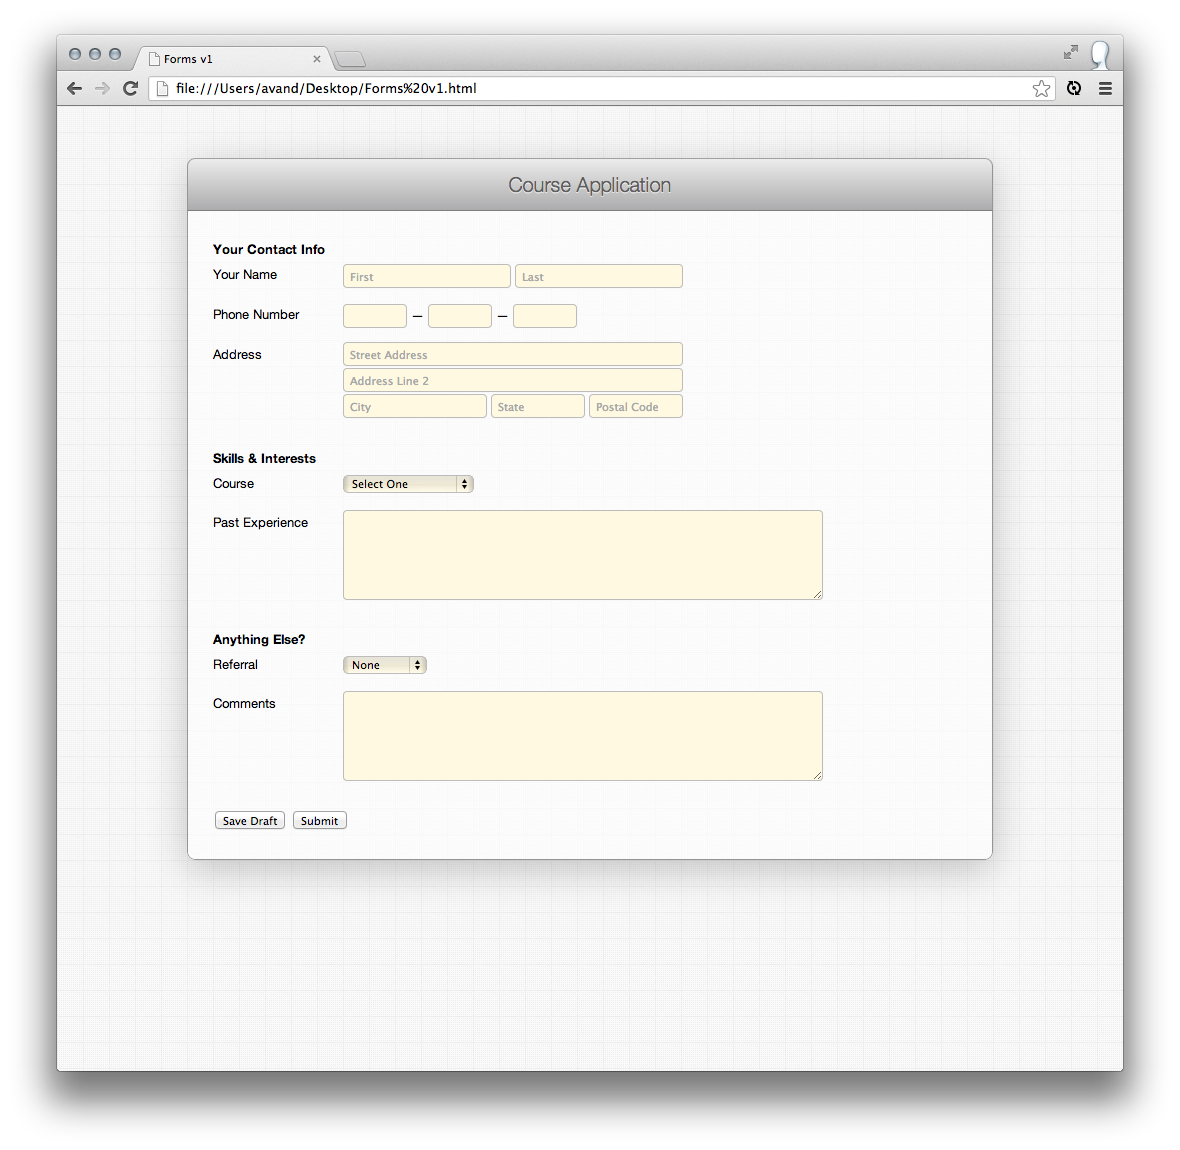 Forms v1
file:///Users/avand/Desktop/Forms%20v1.html
Course Application
Your Contact Info
Your Name First Last
Phone Number – –
Address Street Address
Address Line 2
City State Postal Code
Skills & Interests
Course Select One
Past Experience
Anything Else?
Referral None
Comments
Save Draft Submit